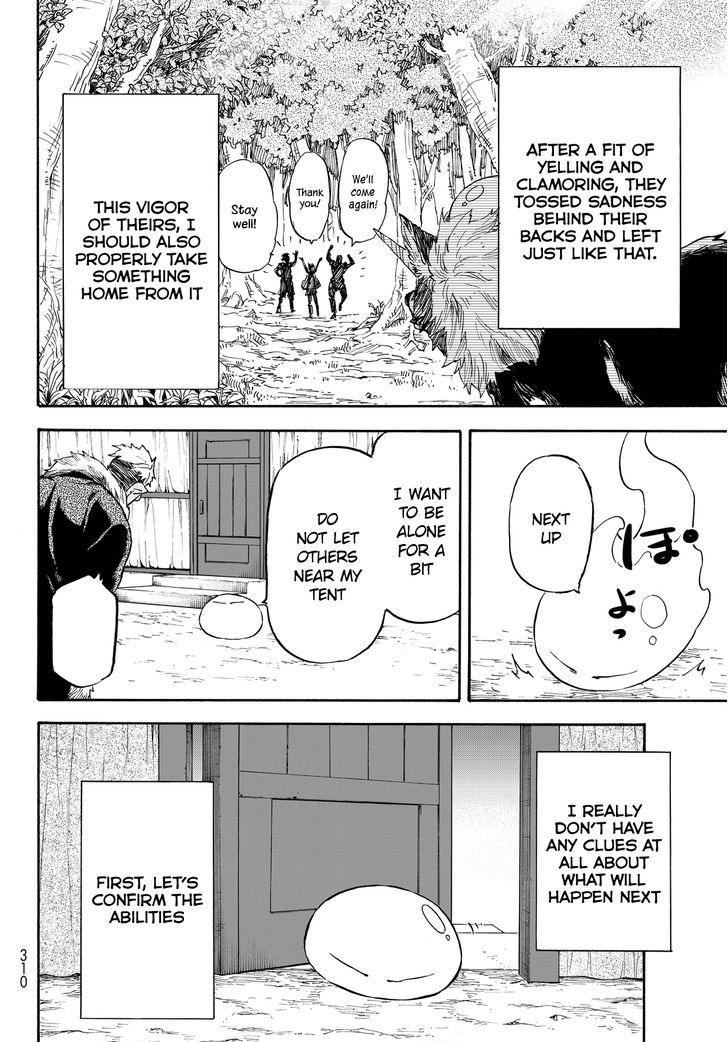 AFTER A FIT OF
YELLING AND
CLAMORING, THEY
TOSSED SADNESS
BEHIND THEIR
BACKS AND LEFT
JUST LIKE THAT.
We'll
come
again!
Thank
you!
Stay
well!
THIS VIGOR
OF THEIRS, I
SHOULD ALSO
PROPERLY TAKE
SOMETHING
HOME FROM IT
NEXT
UP
ぽよっ
I WANT
TO BE
ALONE
FOR A
BIT
DO
NOT LET
OTHERS
NEAR MY
TENT
I REALLY
DON'T HAVE
ANY CLUES AT
ALL ABOUT
WHAT WILL
HAPPEN NEXT
FIRST, LET'S
CONFIRM THE
ABILITIES
310